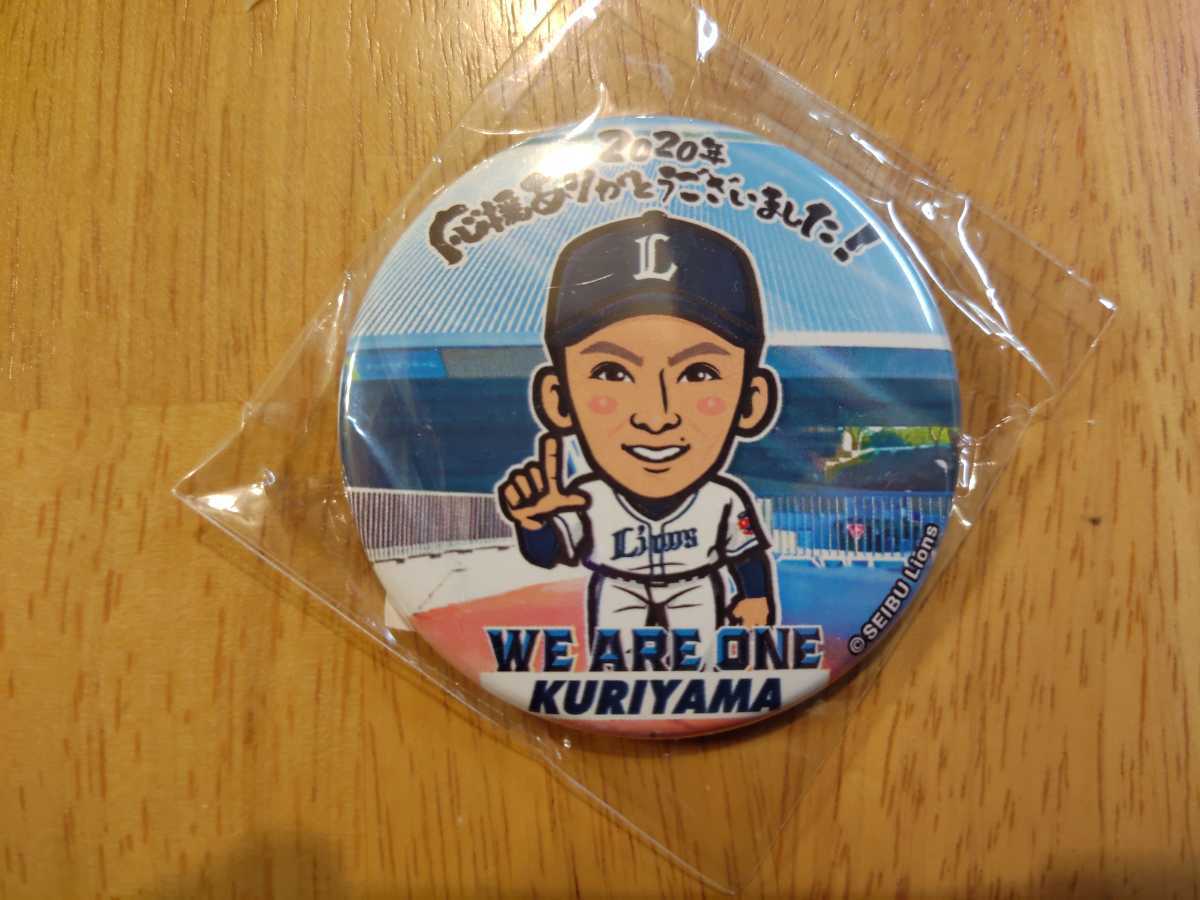 2020年
応援ありがとうございました!
L
Lions
© SEIBU Lions
WE ARE ONE
KURIYAMA